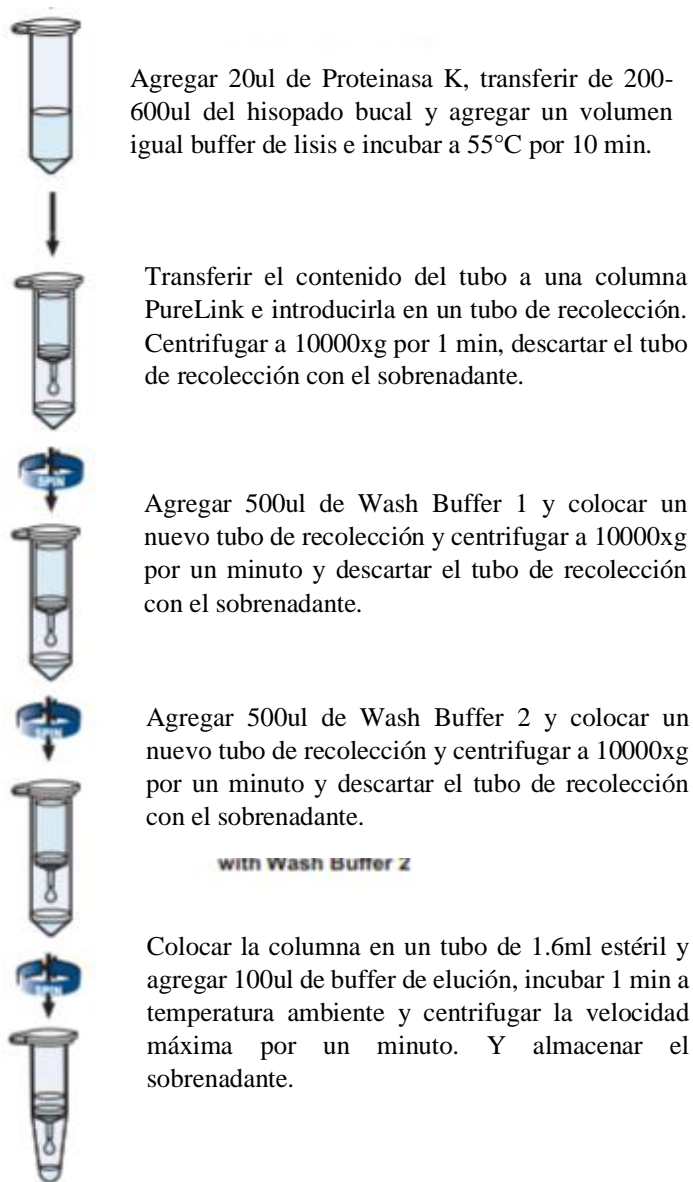 Agregar 20ul de Proteinasa K, transferir de 200-
600ul del hisopado bucal y agregar un volumen
igual buffer de lisis e incubar a 55°C por 10 min.
Transferir el contenido del tubo a una columna
PureLink e introducirla en un tubo de recolección.
Centrifugar a 10000xg por 1 min, descartar el tubo
de recolección con el sobrenadante.
SPIN
Agregar 500ul de Wash Buffer 1 y colocar un
nuevo tubo de recolección y centrifugar a 10000xg
por un minuto y descartar el tubo de recolección
con el sobrenadante.
SPIN
Agregar 500ul de Wash Buffer 2 y colocar un
nuevo tubo de recolección y centrifugar a 10000xg
por un minuto y descartar el tubo de recolección
con el sobrenadante.
with Wash Buffer 2
SPIN
Colocar la columna en un tubo de 1.6ml estéril y
agregar 100ul de buffer de elución, incubar 1 min a
temperatura ambiente y centrifugar la velocidad
máxima por un minuto. Y almacenar el
sobrenadante.